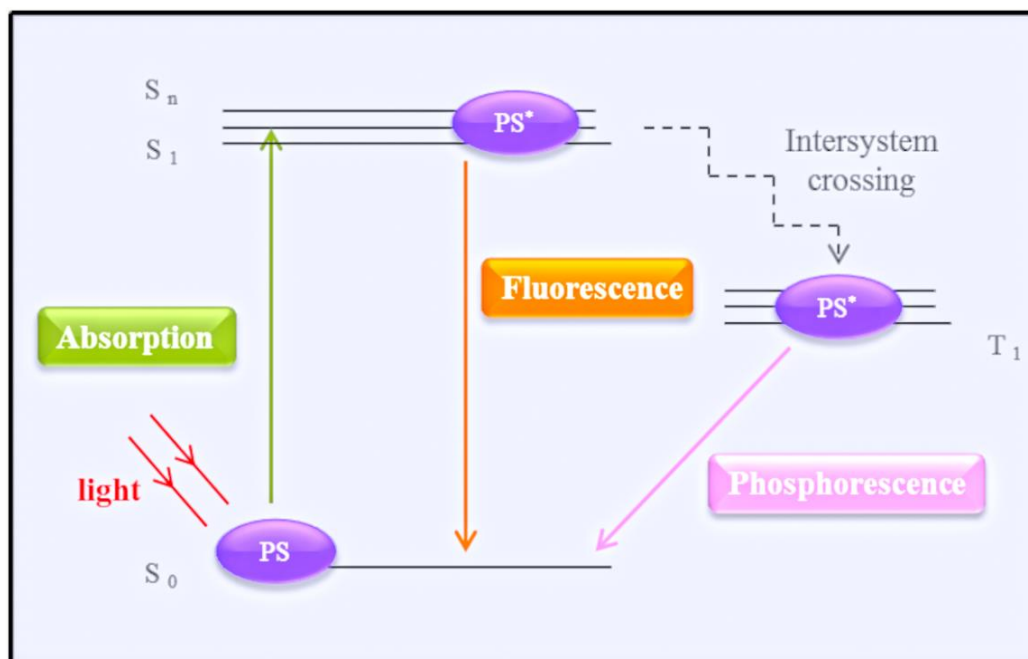 S n
PS*
S 1
Intersystem
crossing
Fluorescence
PS*
Absorption
T 1
light
Phosphorescence
PS
S 0